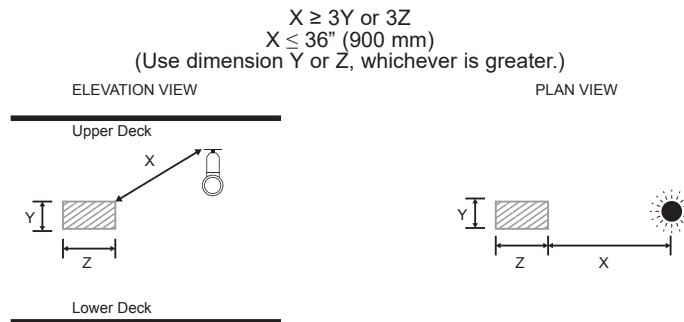 X ≥ 3Y or 3Z
X ≤ 36” (900 mm)
(Use dimension Y or Z, whichever is greater.)
ELEVATION VIEW
PLAN VIEW
Upper Deck
X
Y
Z
Y
Z
X
Lower Deck